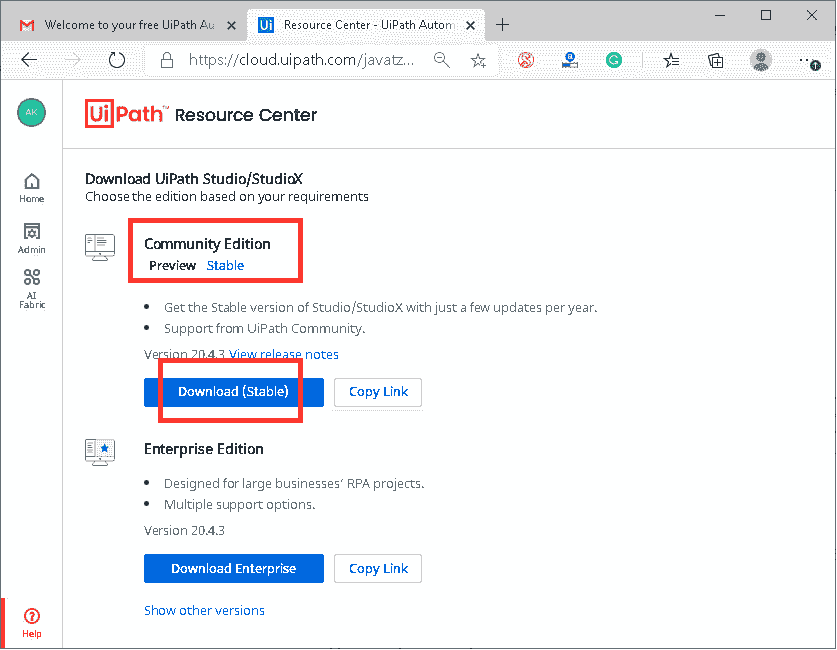 Welcome to your free UiPath Au
Resource Center - UiPath Autom
https://cloud.uipath.com/javatz...
AK
UiPath™ Resource Center
Download UiPath Studio/StudioX
Choose the edition based on your requirements
Home
Admin
AI
Fabric
Community Edition
Preview Stable
• Get the Stable version of Studio/StudioX with just a few updates per year.
• Support from UiPath Community.
Version 20.4.3 View release notes
Download (Stable) Copy Link
Enterprise Edition
• Designed for large businesses' RPA projects.
• Multiple support options.
Version 20.4.3
Download Enterprise Copy Link
Show other versions
Help